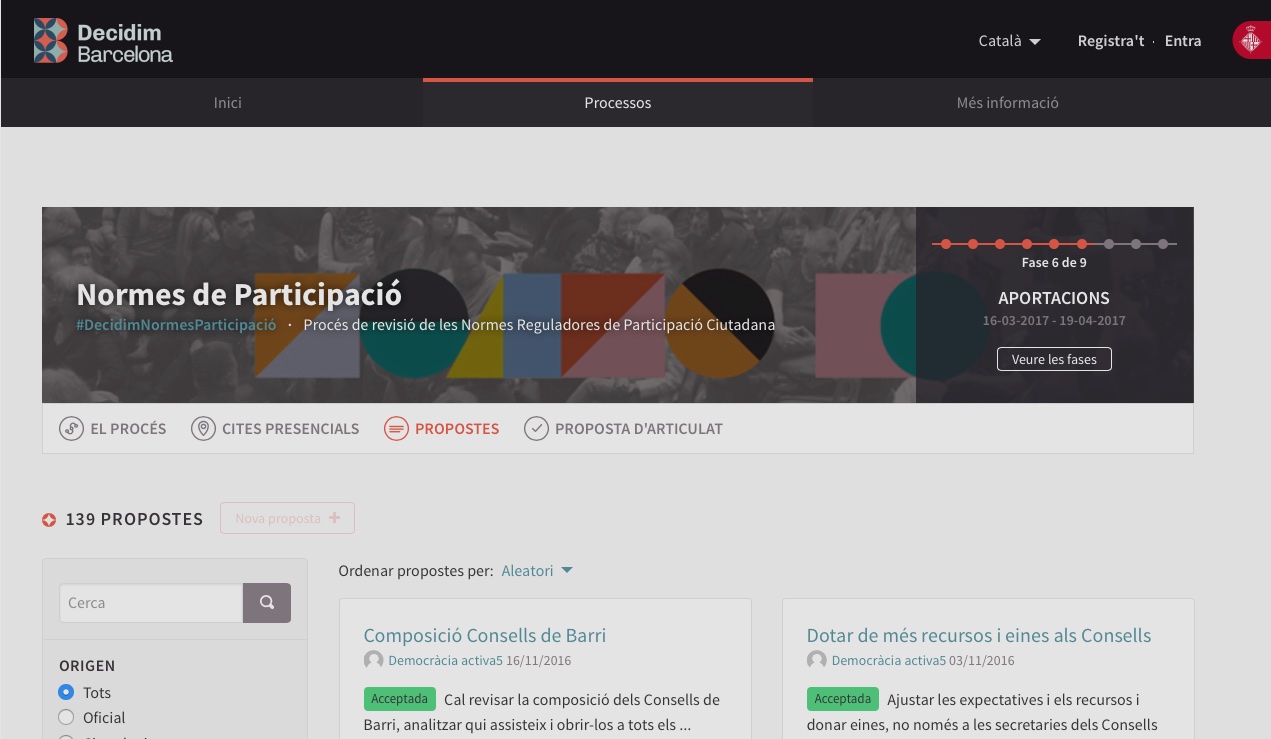 Decidim
Barcelona
Català
Registra't · Entra
Inici
Processos
Més informació
Normes de Participació
#DecidimNormesParticipació · Procés de revisió de les Normes Reguladores de Participació Ciutadana
Fase 6 de 9
APORTACIONS
16-03-2017 - 19-04-2017
Veure les fases
EL PROCÉS
CITES PRESENCIALS
PROPOSTES
PROPOSTA D'ARTICULAT
139 PROPOSTES
Nova proposta
Cerca
ORIGEN
Tots
Oficial
Ordenar propostes per: Aleatori
Composició Consells de Barri
Democràcia activa5 16/11/2016
Acceptada Cal revisar la composició dels Consells de
Barri, analitzar qui assisteix i obrir-los a tots els ...
Dotar de més recursos i eines als Consells
Democràcia activa5 03/11/2016
Acceptada Ajustar les expectatives i els recursos i
donar eines, no només a les secretaries dels Consells